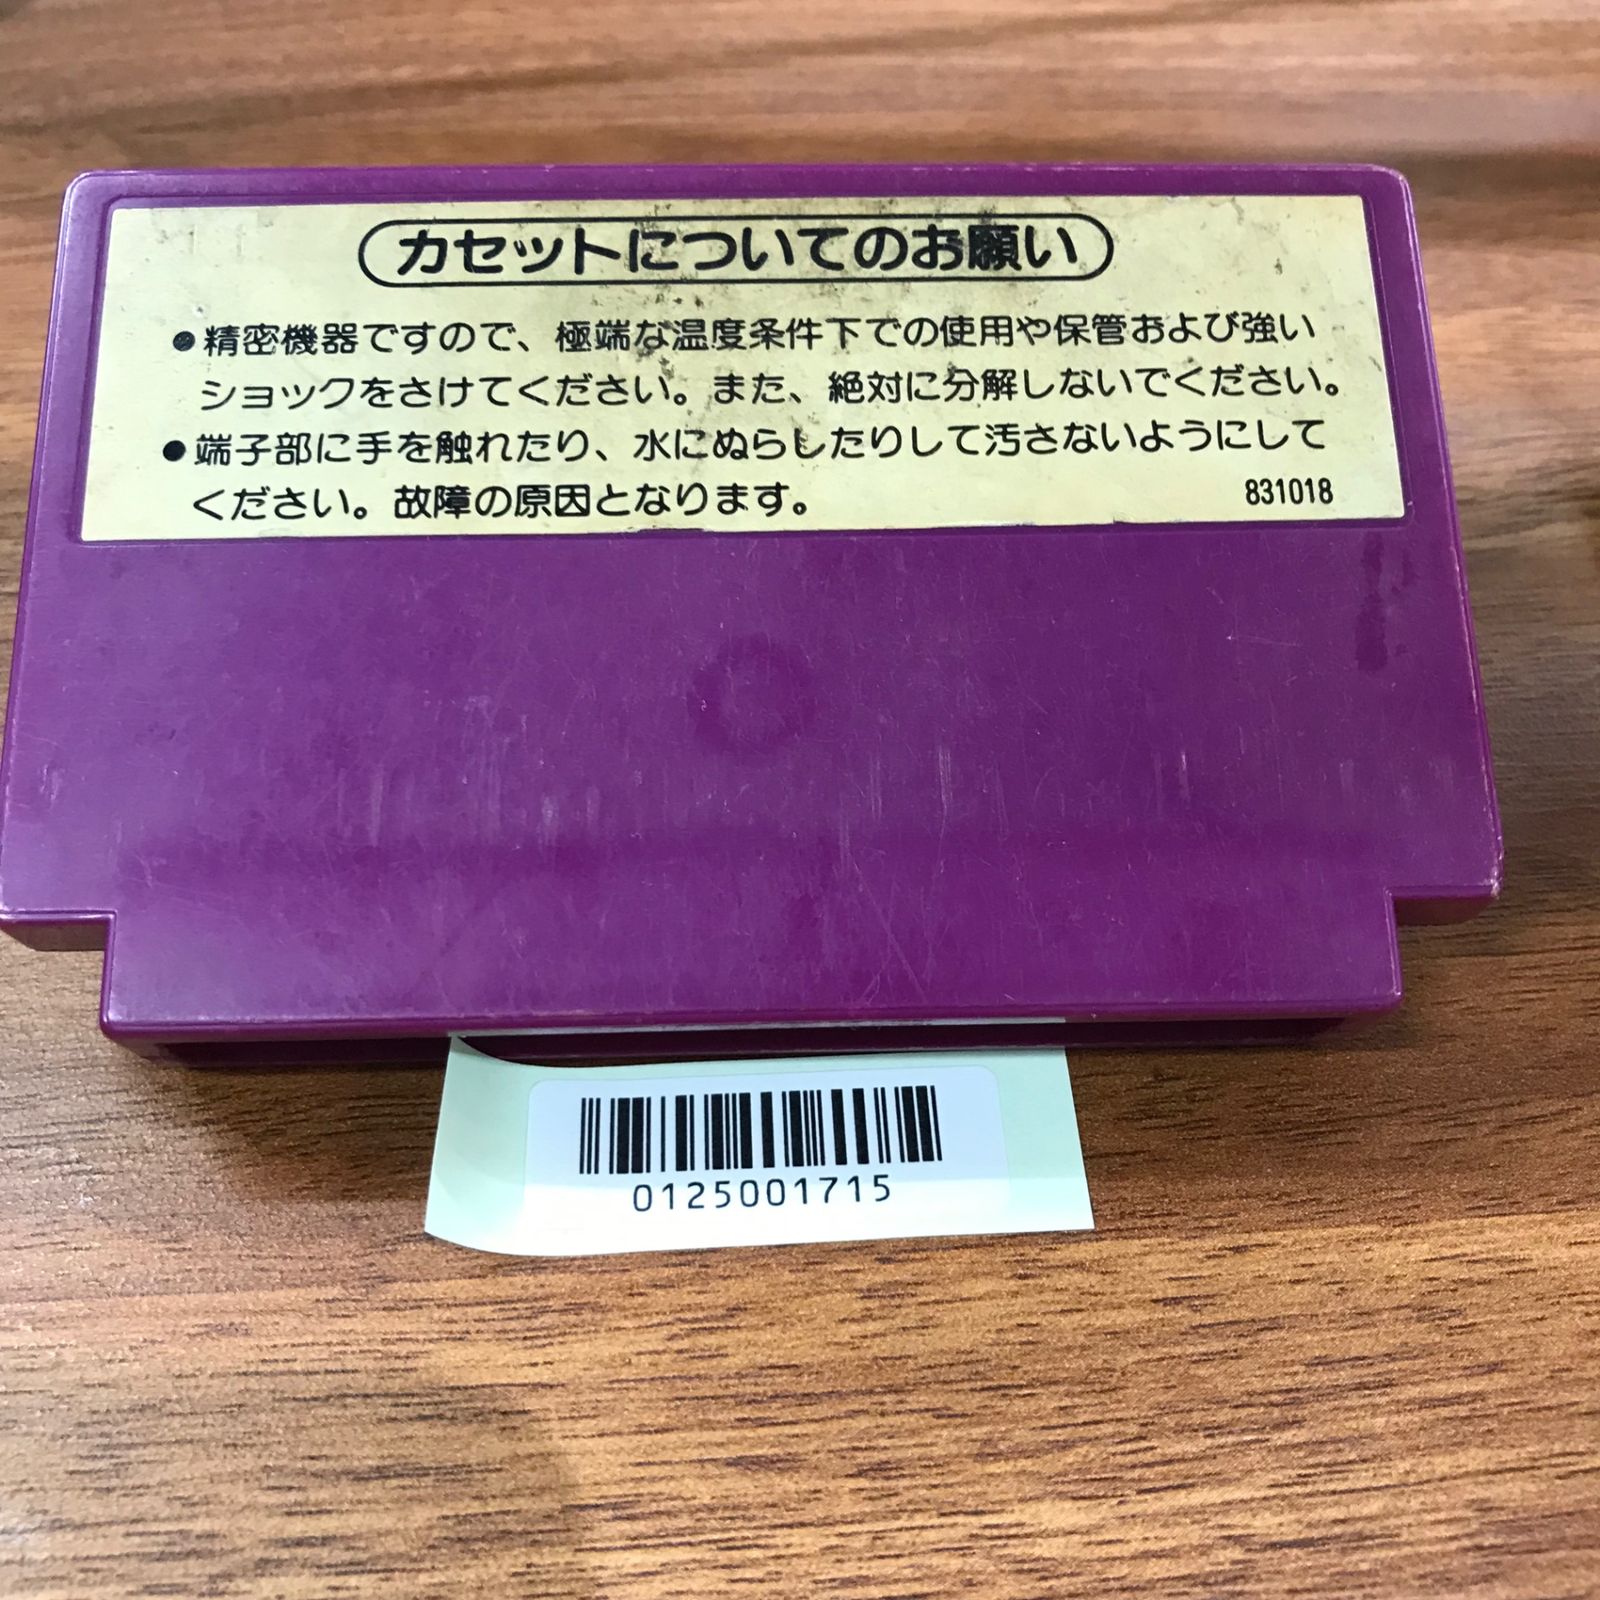 カセットについてのお願い
●精密機器ですので、極端な温度条件下での使用や保管および強い
ショックをさけてください。また、絶対に分解しないでください。
●端子部に手を触れたり、水にぬらしたりして汚さないようにして
ください。故障の原因となります。
831018
0125001715